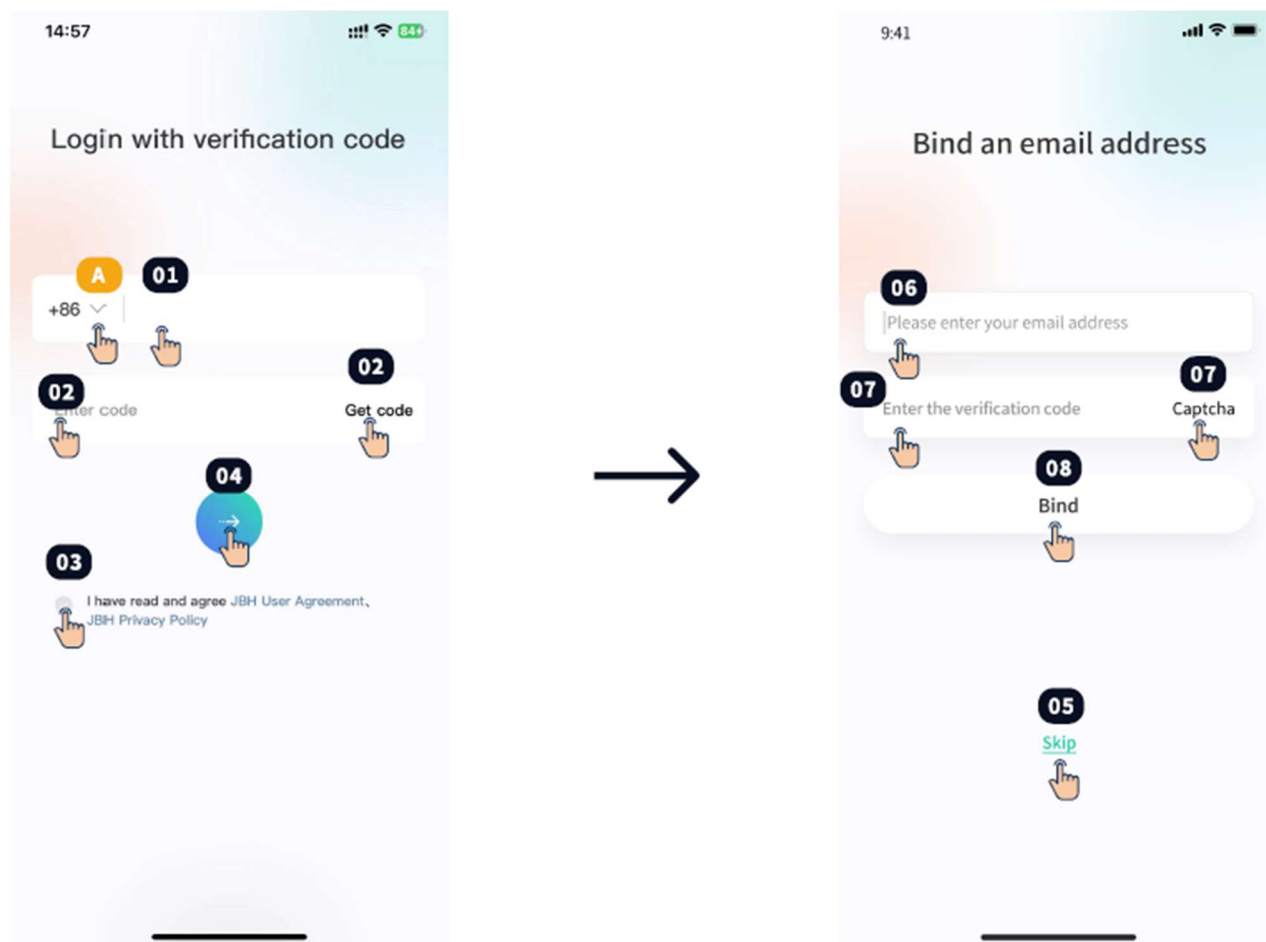 14:57
84
Login with verification code
A
01
+86
02
02
Enter code
Get code
04
03
I have read and agree JBH User Agreement、
JBH Privacy Policy
9:41
Bind an email address
06
Please enter your email address
07
07
Enter the verification code
Captcha
08
Bind
05
Skip